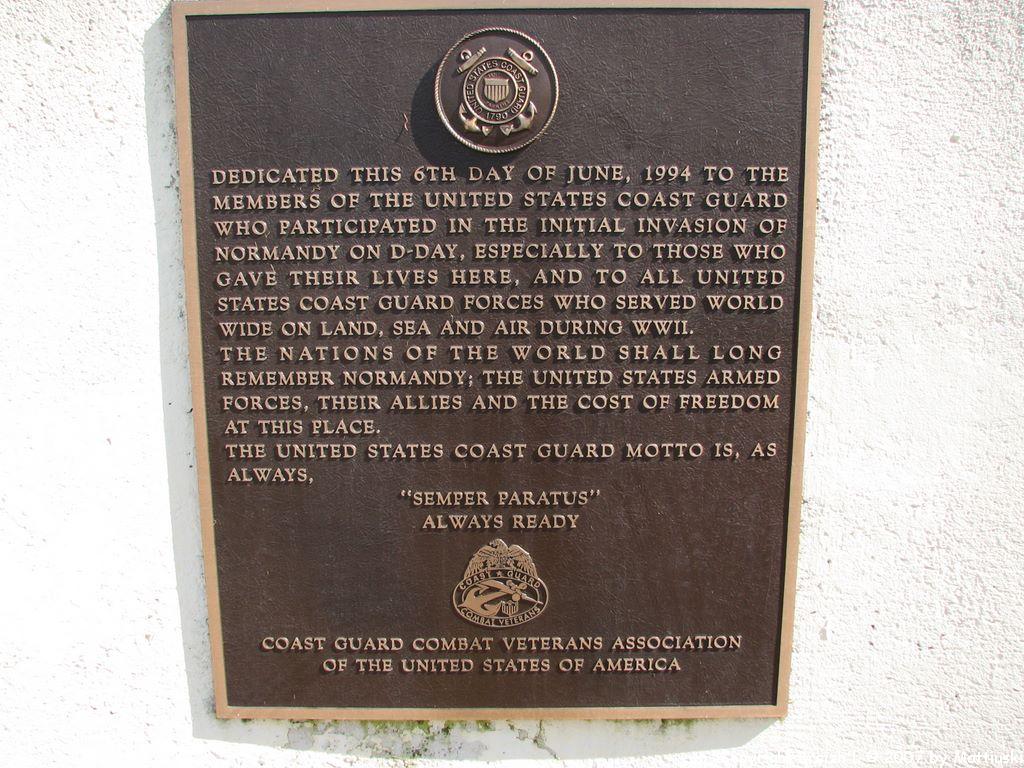 UNITED STATES COAST GUARD
1790
DEDICATED THIS 6TH DAY OF JUNE, 1994 TO THE
MEMBERS OF THE UNITED STATES COAST GUARD
WHO PARTICIPATED IN THE INITIAL INVASION OF
NORMANDY ON D-DAY, ESPECIALLY TO THOSE WHO
GAVE THEIR LIVES HERE, AND TO ALL UNITED
STATES COAST GUARD FORCES WHO SERVED WORLD
WIDE ON LAND, SEA AND AIR DURING WWII.
THE NATIONS OF THE WORLD SHALL LONG
REMEMBER NORMANDY; THE UNITED STATES ARMED
FORCES, THEIR ALLIES AND THE COST OF FREEDOM
AT THIS PLACE.
THE UNITED STATES COAST GUARD MOTTO IS, AS
ALWAYS,
"SEMPER PARATUS"
ALWAYS READY
COAST ★ GUARD
COMBAT VETERANS
COAST GUARD COMBAT VETERANS ASSOCIATION
OF THE UNITED STATES OF AMERICA
by